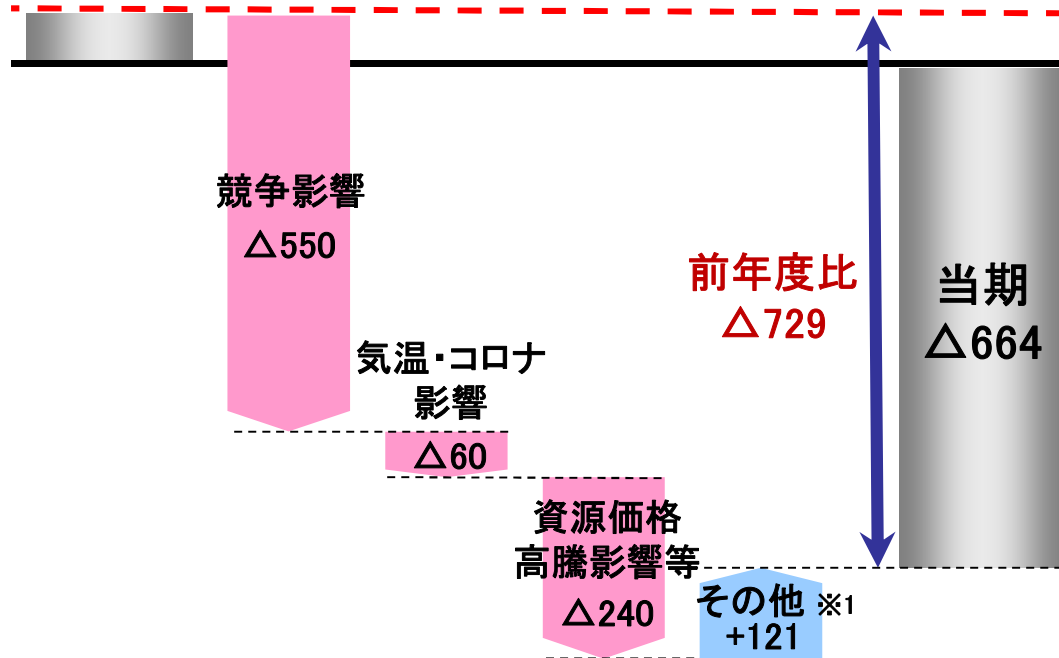 競争影響
△550
気温・コロナ
影響
△60
資源価格
高騰影響等
△240
その他 ※1
+121
前年度比
△729
当期
△664